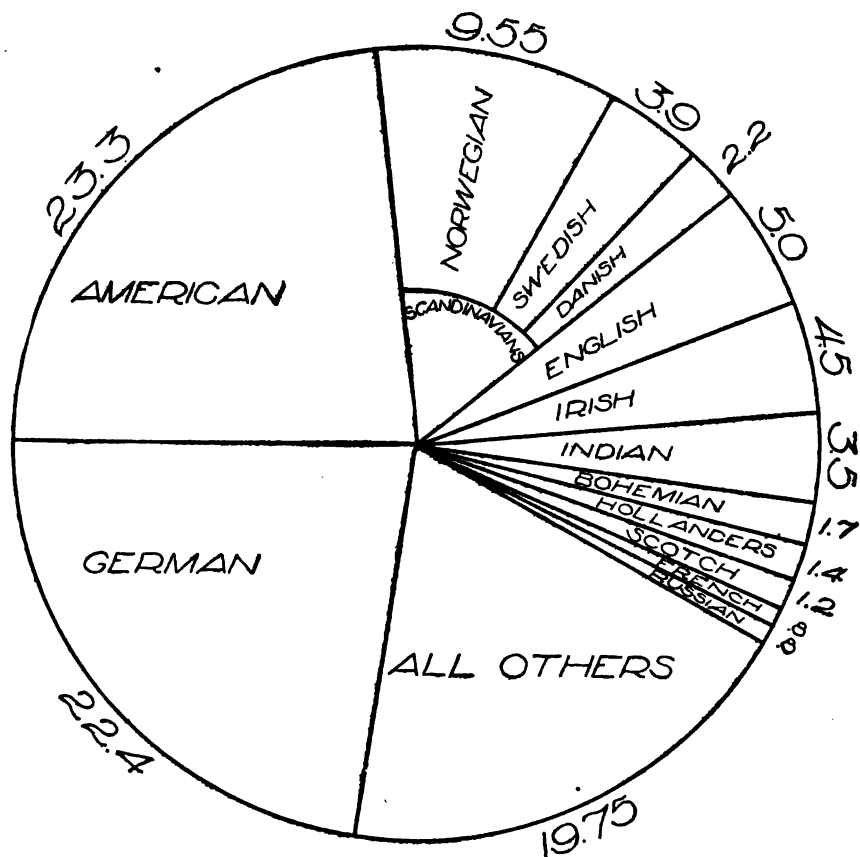 9.55
NORWEGIAN
3.9
SWEDISH
2.2
DANISH
SCANDINAVIANS
5.0
ENGLISH
4.5
IRISH
3.5
INDIAN
1.7
BOHEMIAN
1.4
HOLLANDERS
1.2
SCOTCH
.8
FRENCH
.8
RUSSIAN
19.75
ALL OTHERS
22.4
GERMAN
23.3
AMERICAN